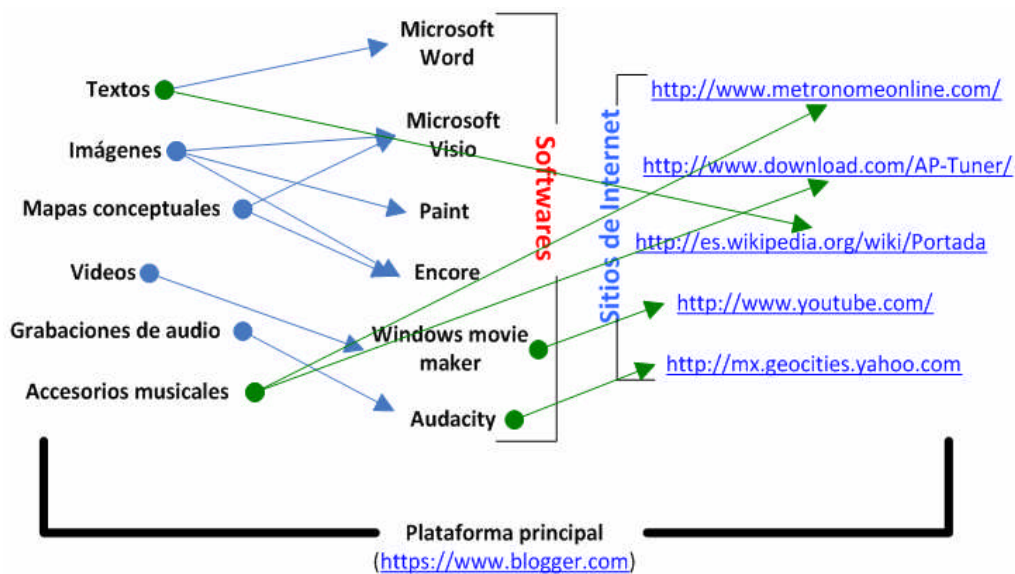 Textos
Imágenes
Mapas conceptuales
Videos
Grabaciones de audio
Accesorios musicales
Microsoft
Word
Microsoft
Visio
Paint
Encore
Windows movie
maker
Audacity
Softwares
Sitios de Internet
http://www.metronomeonline.com/
http://www.download.com/AP-Tuner/
http://es.wikipedia.org/wiki/Portada
http://www.youtube.com/
http://mx.geocities.yahoo.com
Plataforma principal
(https://www.blogger.com)